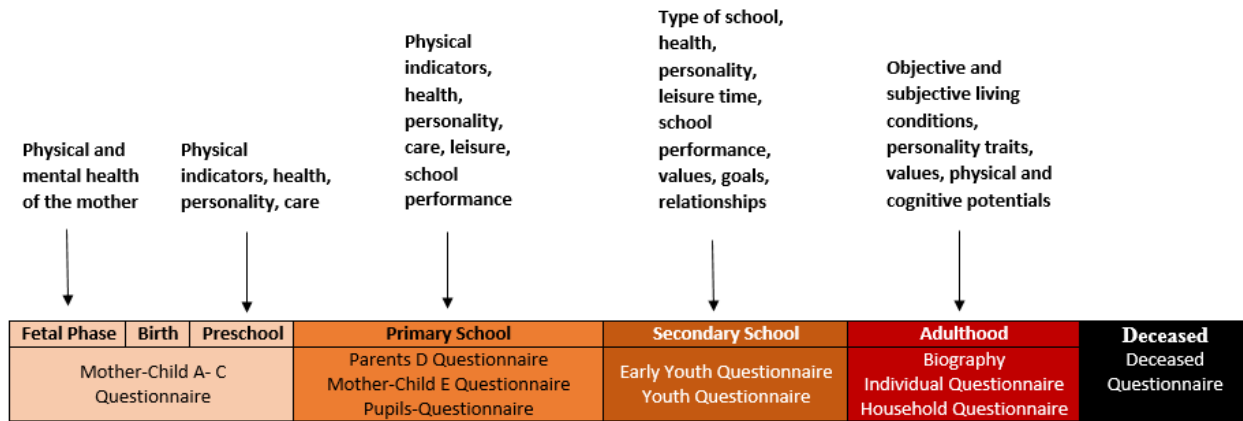 Physical and
mental health
of the mother
Physical
indicators, health,
personality, care
Physical
indicators,
health,
personality,
care, leisure,
school
performance
Type of school,
health,
personality,
leisure time,
school
performance,
values, goals,
relationships
Objective and
subjective living
conditions,
personality traits,
values, physical and
cognitive potentials
Fetal Phase
Birth
Preschool
Primary School
Secondary School
Adulthood
Deceased
Mother-Child A- C
Questionnaire
Parents D Questionnaire
Mother-Child E Questionnaire
Pupils-Questionnaire
Early Youth Questionnaire
Youth Questionnaire
Biography
Individual Questionnaire
Household Questionnaire
Deceased
Questionnaire